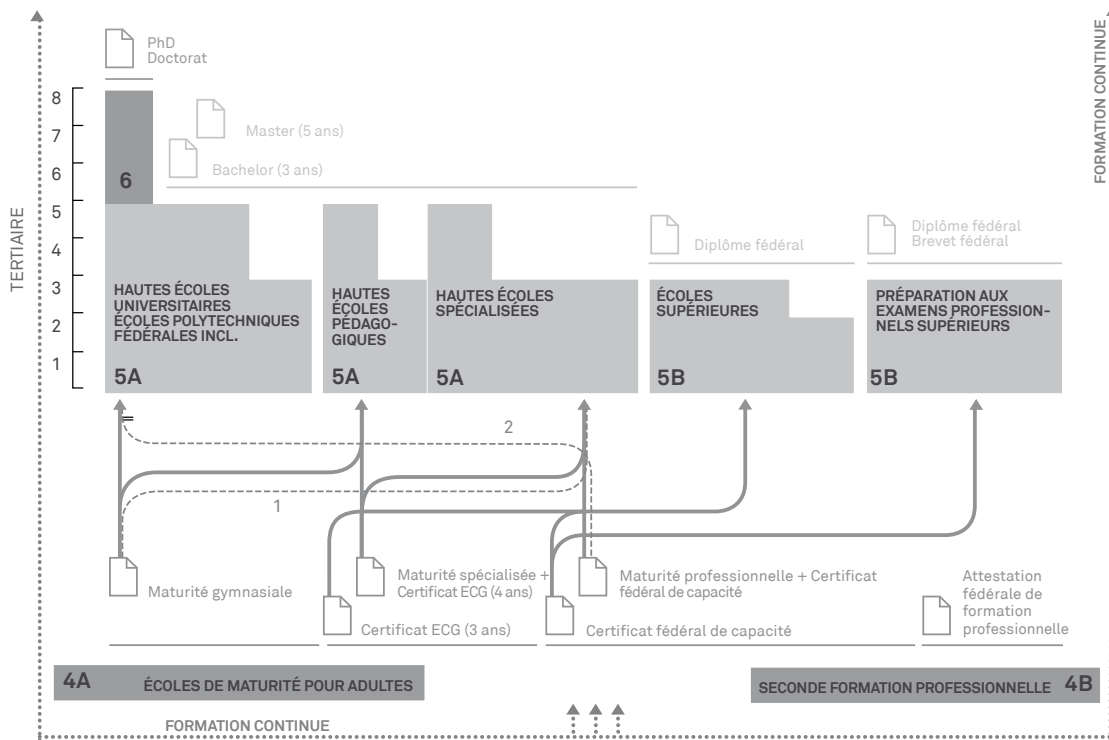 PhD
Doctorat
Master (5 ans)
Bachelor (3 ans)
FORMATION CONTINUE
TERTIAIRE
8
7
6
5
4
3
2
1
6
Diplôme fédéral
Diplôme fédéral
Brevet fédéral
HAUTES ÉCOLES
UNIVERSITAIRES
ÉCOLES POLYTECHNIQUES
FÉDÉRALES INCL.
5A
HAUTES
ÉCOLES
PÉDAGO-
GIQUES
5A
HAUTES ÉCOLES
SPÉCIALISÉES
5A
ÉCOLES
SUPÉRIEURES
5B
PRÉPARATION AUX
EXAMENS PROFESSION-
NELS SUPÉRIEURS
5B
2
1
Maturité gymnasiale
Maturité spécialisée +
Certificat ECG (4 ans)
Maturité professionnelle + Certificat
fédéral de capacité
Attestation
fédérale de
formation
professionnelle
Certificat ECG (3 ans)
Certificat fédéral de capacité
4A ÉCOLES DE MATURITÉ POUR ADULTES
SECONDE FORMATION PROFESSIONNELLE 4B
FORMATION CONTINUE